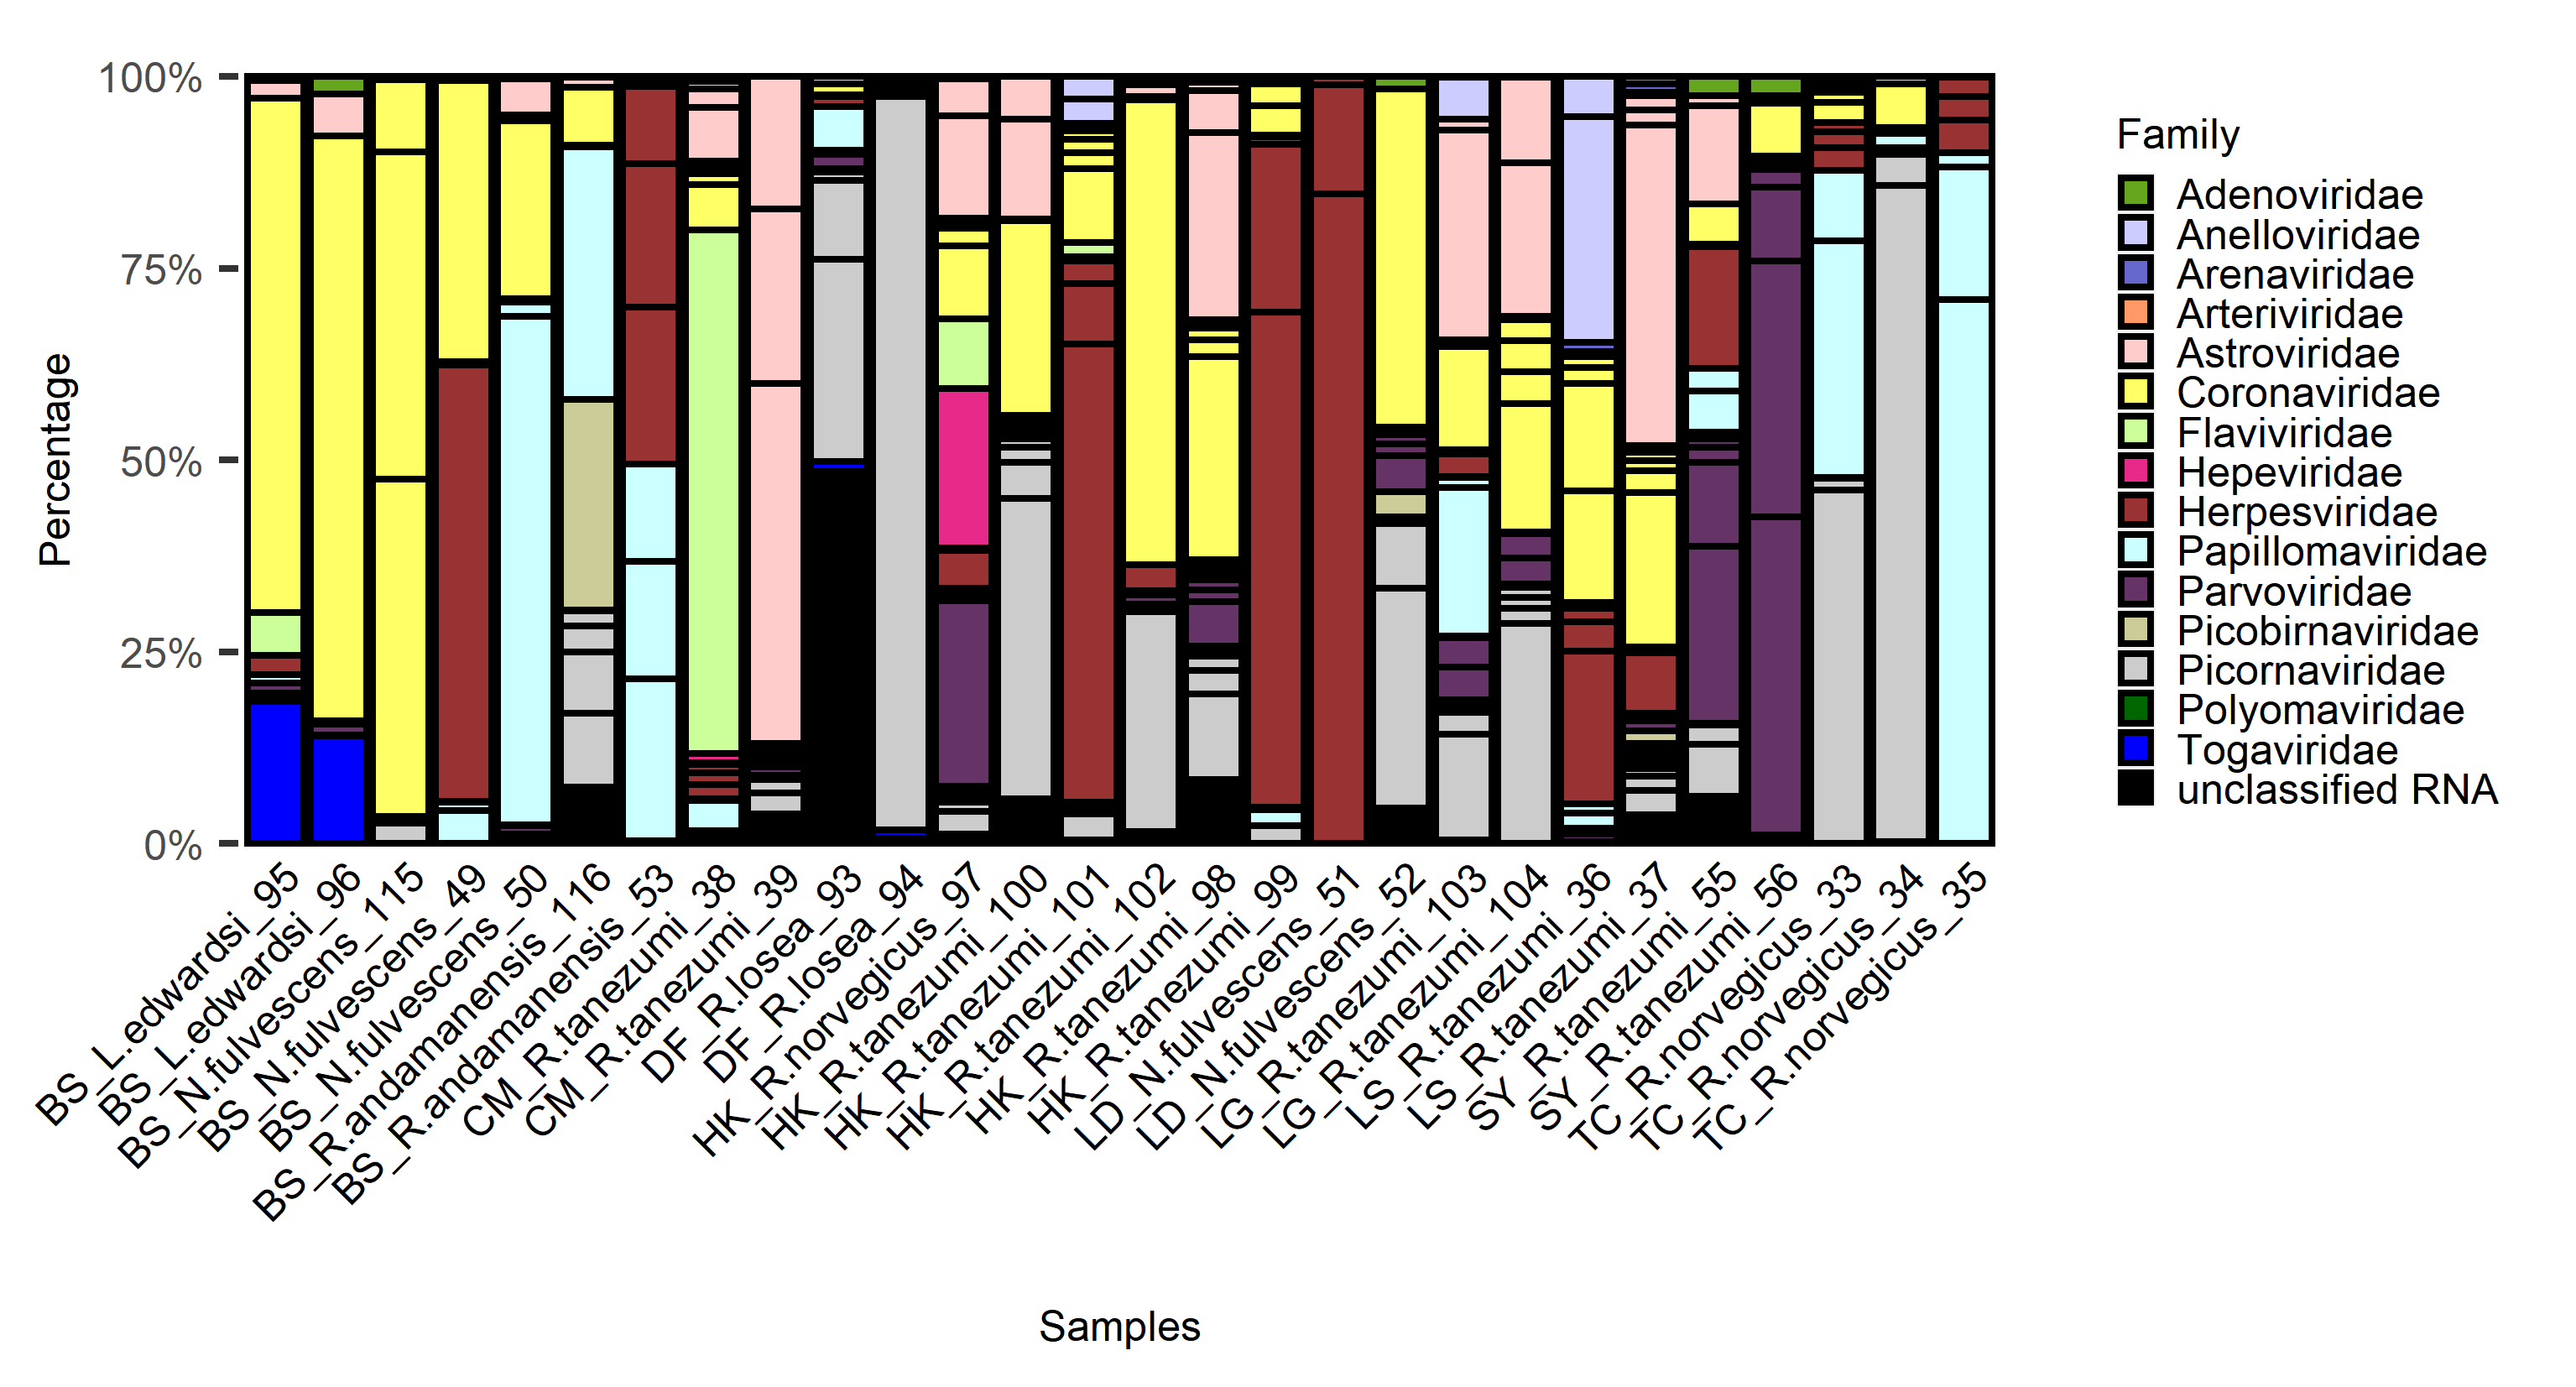 100%
75%
50%
25%
0%
Percentage
BS_L.edwardsi_95
BS_L.edwardsi_96
BS_N.fulvescens_115
BS_N.fulvescens_49
BS_N.fulvescens_50
BS_R.andamanensis_116
BS_R.andamanensis_53
CM_R.tanezumi_38
CM_R.tanezumi_39
DF_R.losea_93
DF_R.losea_94
HK_R.norvegicus_97
HK_R.tanezumi_100
HK_R.tanezumi_101
HK_R.tanezumi_102
HK_R.tanezumi_98
HK_R.tanezumi_99
LD_N.fulvescens_51
LD_N.fulvescens_52
LG_R.tanezumi_103
LG_R.tanezumi_104
LS_R.tanezumi_36
LS_R.tanezumi_37
SY_R.tanezumi_55
SY_R.tanezumi_56
TC_R.norvegicus_33
TC_R.norvegicus_34
TC_R.norvegicus_35
Samples
Family
Adenoviridae
Anelloviridae
Arenaviridae
Arteriviridae
Astroviridae
Coronaviridae
Flaviviridae
Hepeviridae
Herpesviridae
Papillomaviridae
Parvoviridae
Picobirnaviridae
Picornaviridae
Polyomaviridae
Togaviridae
unclassified RNA